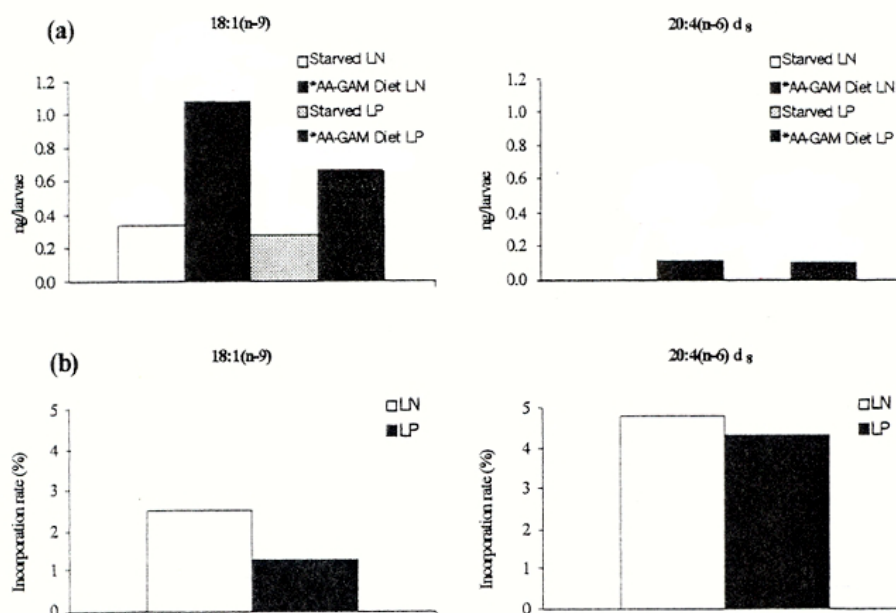 (a)
18:1(n-9)
20:4(n-6) d 8
Starved LN
*AA-GAM Diet LN
Starved LP
*AA-GAM Diet LP
ng/larvae
1.2
1.0
0.8
0.6
0.4
0.2
0.0
Starved LN
*AA-GAM Diet LN
Starved LP
*AA-GAM Diet LP
ng/larvae
1.2
1.0
0.8
0.6
0.4
0.2
0.0
(b)
18:1(n-9)
20:4(n-6) d 8
LN
LP
Incorporation rate (%)
5
4
3
2
1
0
LN
LP
Incorporation rate (%)
5
4
3
2
1
0